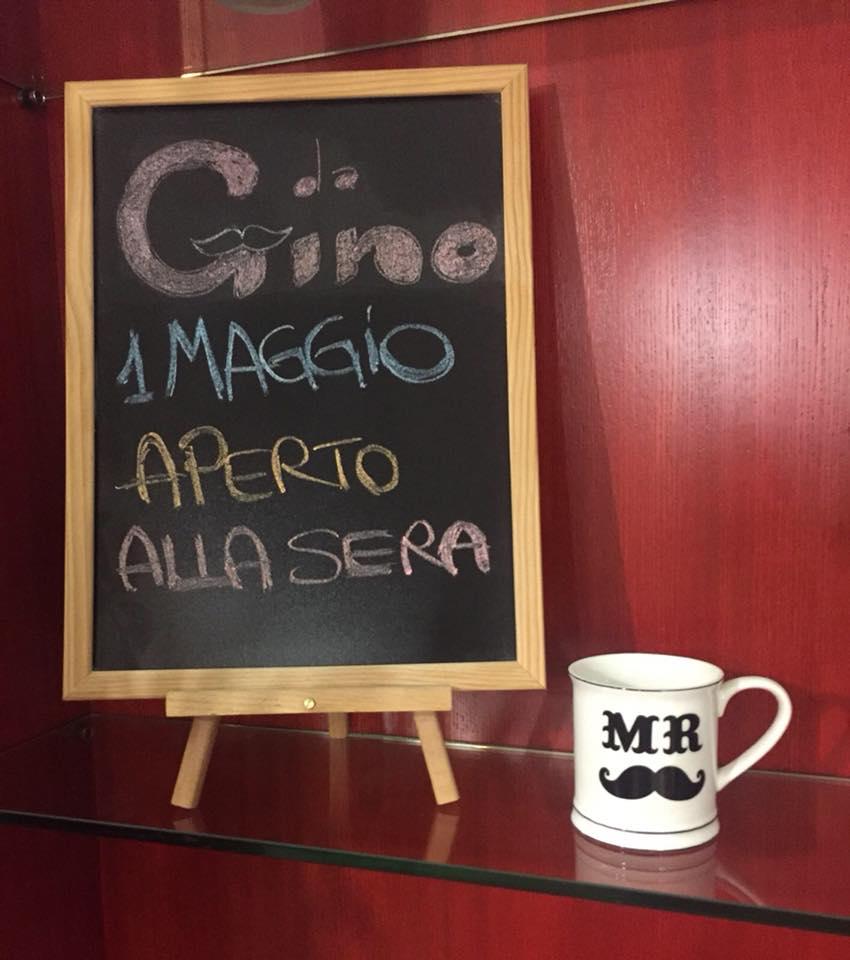 da
Gino
1 MAGGiO
APERTO
ALLA SERA
MR